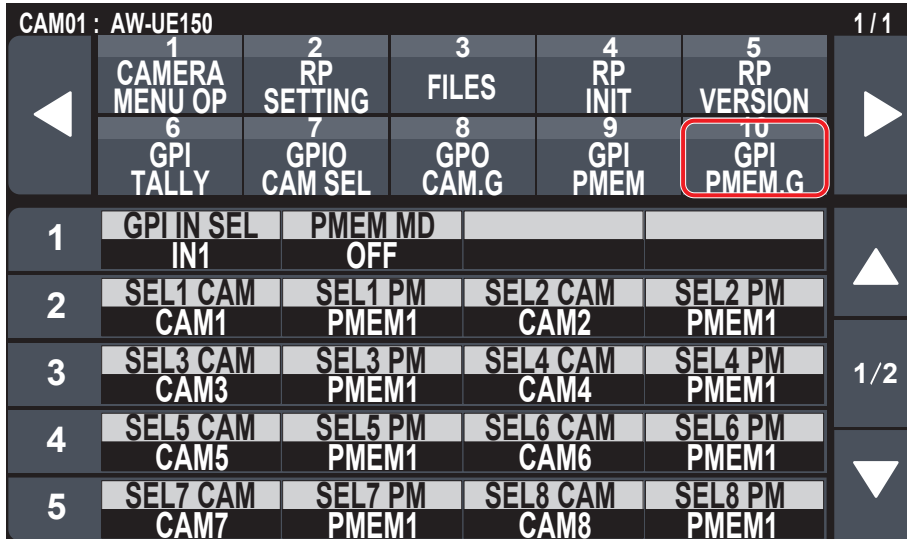 CAM01 : AW-UE150 1 / 1
1 2 3 4 5
CAMERA MENU OP RP SETTING FILES RP INIT RP VERSION
6 7 8 9 10
GPI TALLY GPIO CAM SEL GPO CAM.G GPI PMEM GPI PMEM.G
1 GPI IN SEL PMEM MD
IN1 OFF
2 SEL1 CAM SEL1 PM SEL2 CAM SEL2 PM
CAM1 PMEM1 CAM2 PMEM1
3 SEL3 CAM SEL3 PM SEL4 CAM SEL4 PM 1/2
CAM3 PMEM1 CAM4 PMEM1
4 SEL5 CAM SEL5 PM SEL6 CAM SEL6 PM
CAM5 PMEM1 CAM6 PMEM1
5 SEL7 CAM SEL7 PM SEL8 CAM SEL8 PM
CAM7 PMEM1 CAM8 PMEM1